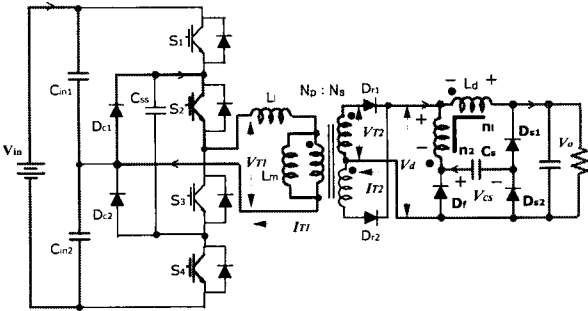 S1
Cin1
Css
S2
Ll
Np : Ns
Dr1
- Ld +
n1
Ds1
Dc1
Vin
VT1
Lm
VT2
Vd
-
n2
Cs
Vo
IT2
+
Vcs
-
Dc2
S3
Df
Ds2
IT1
Dr2
Cin2
S4